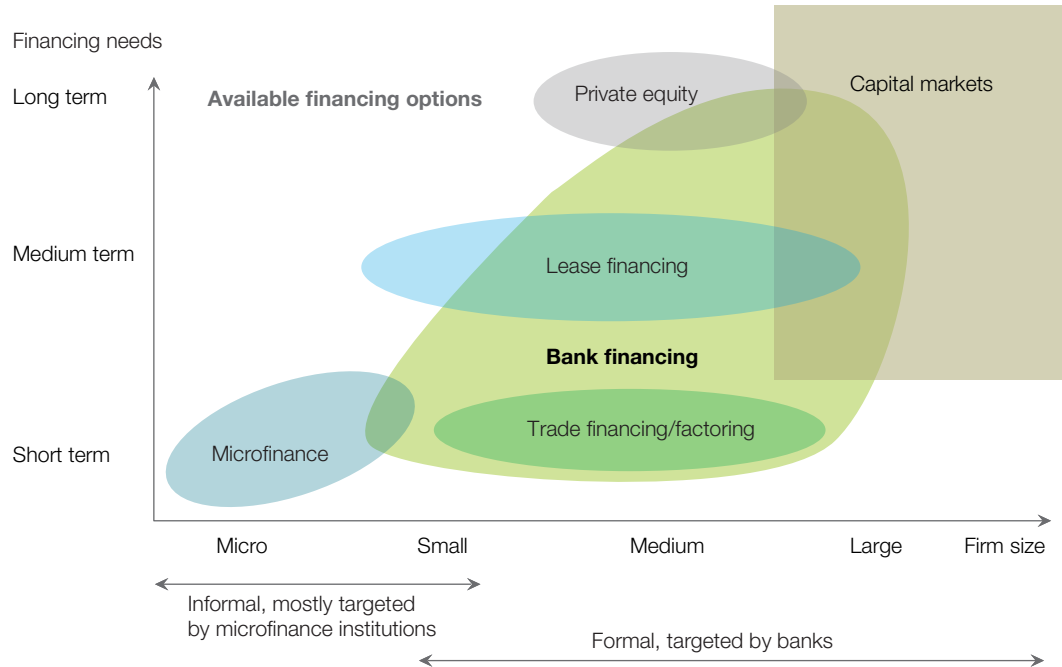 Financing needs
Long term
Available financing options
Private equity
Capital markets
Medium term
Lease financing
Bank financing
Short term
Microfinance
Trade financing/factoring
Micro
Small
Medium
Large
Firm size
Informal, mostly targeted
by microfinance institutions
Formal, targeted by banks